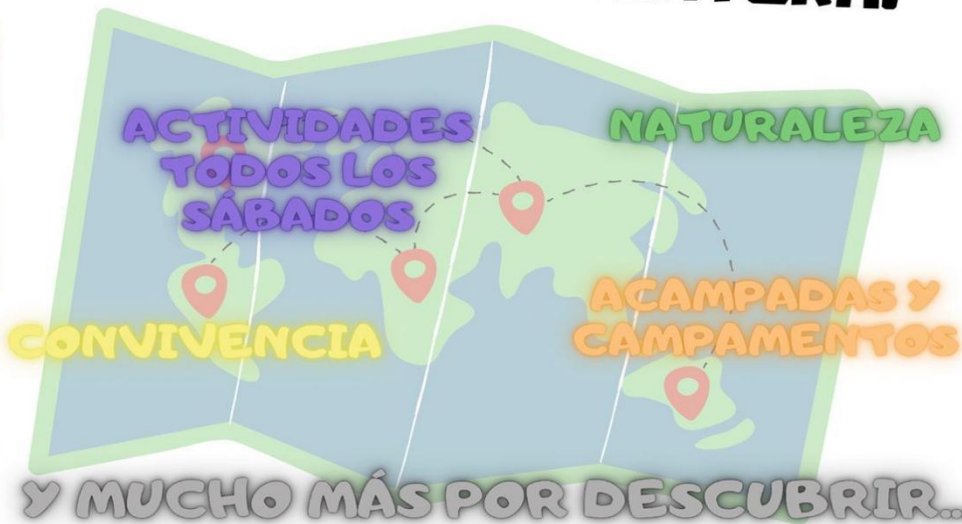 ACTIVIDADES
TODOS LOS
SÁBADOS
NATURALEZA
CONVIVENCIA
ACAMPADAS Y
CAMPAMENTOS
Y MUCHO MÁS POR DESCUBRIR...